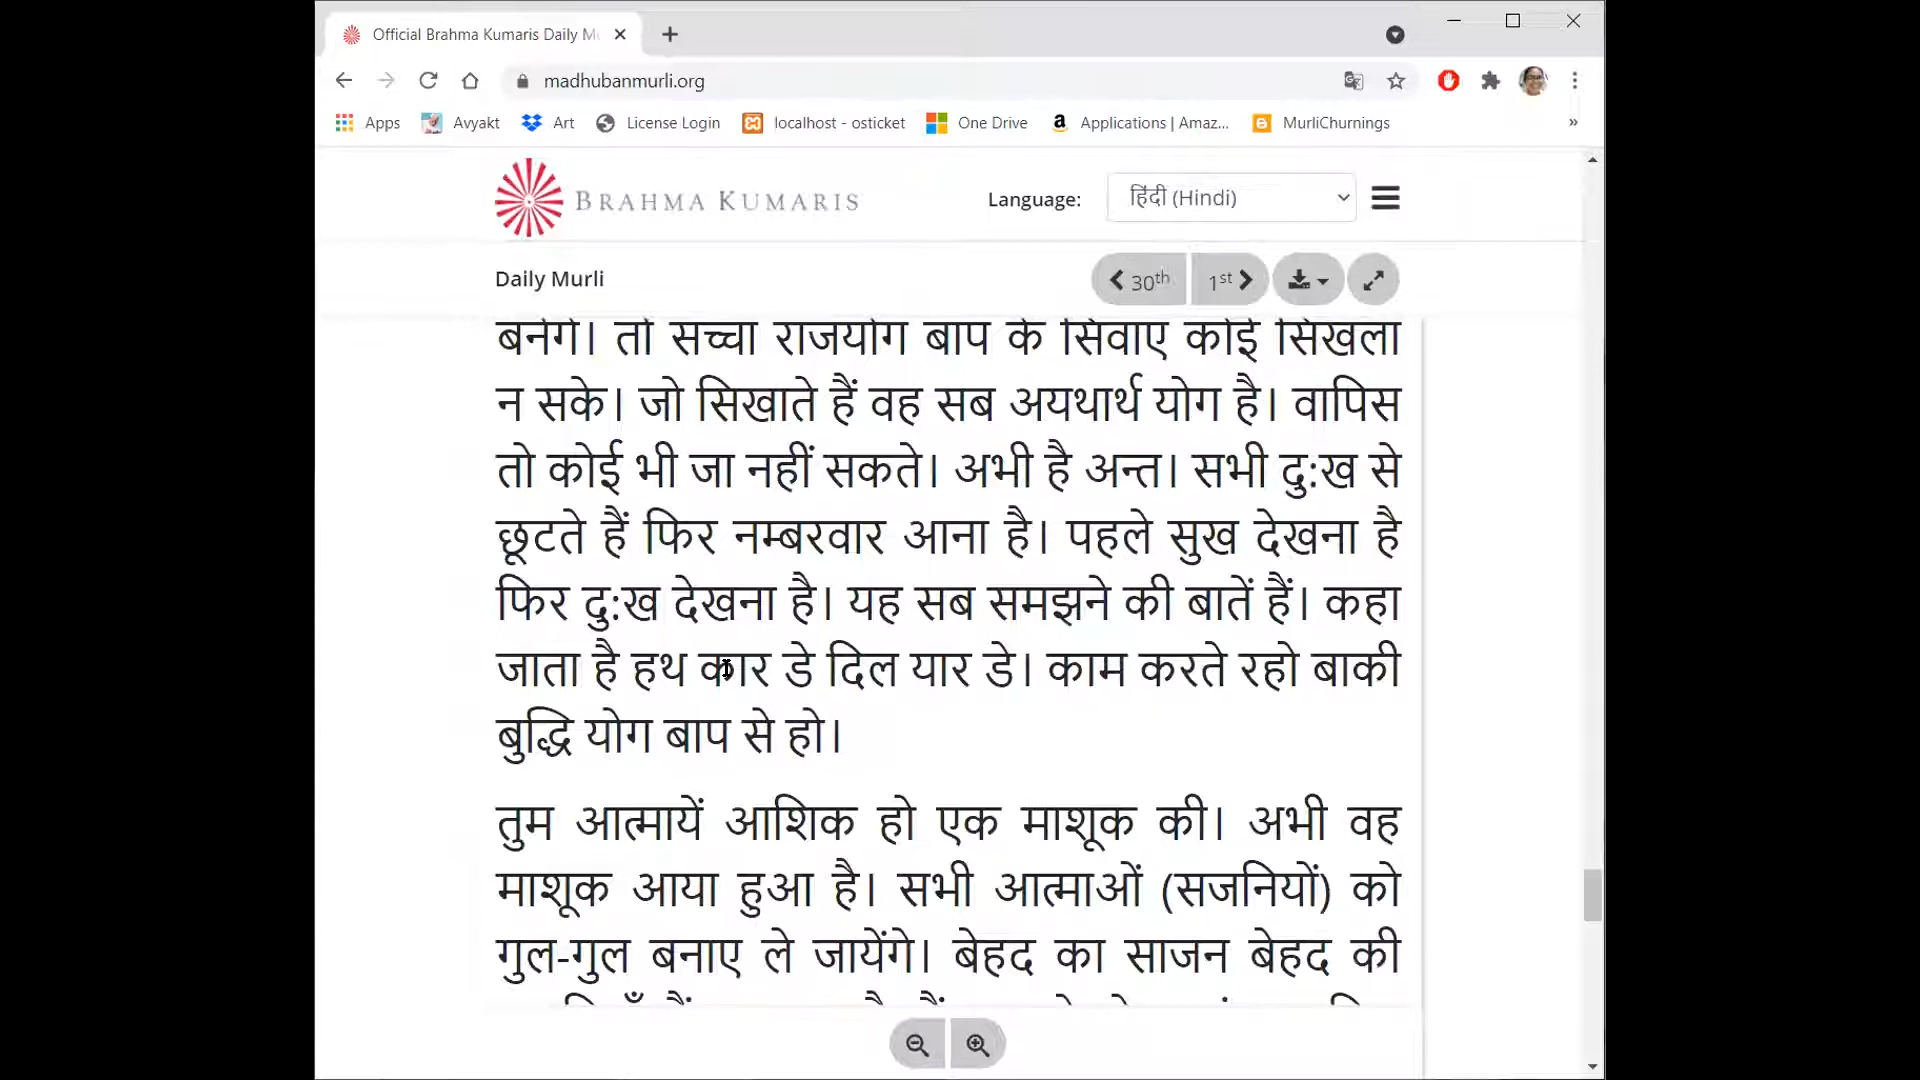 Official Brahma Kumaris Daily M
madhubanmurli.org
Apps Avyakt Art License Login localhost - osticket One Drive Applications | Amaz... MurliChurnings »
BRAHMA KUMARIS Language: हिंदी (Hindi)
Daily Murli 30th 1st
बनेंगे। तो सच्चा राजयोग बाप के सिवाए कोई सिखला
न सके। जो सिखाते हैं वह सब अयथार्थ योग है। वापिस
तो कोई भी जा नहीं सकते। अभी है अन्त। सभी दु:ख से
छूटते हैं फिर नम्बरवार आना है। पहले सुख देखना है
फिर दु:ख देखना है। यह सब समझने की बातें हैं। कहा
जाता है हथ कार डे दिल यार डे। काम करते रहो बाकी
बुद्धि योग बाप से हो।
तुम आत्मायें आशिक हो एक माशूक की। अभी वह
माशूक आया हुआ है। सभी आत्माओं (सजनियों) को
गुल-गुल बनाए ले जायेंगे। बेहद का साजन बेहद की